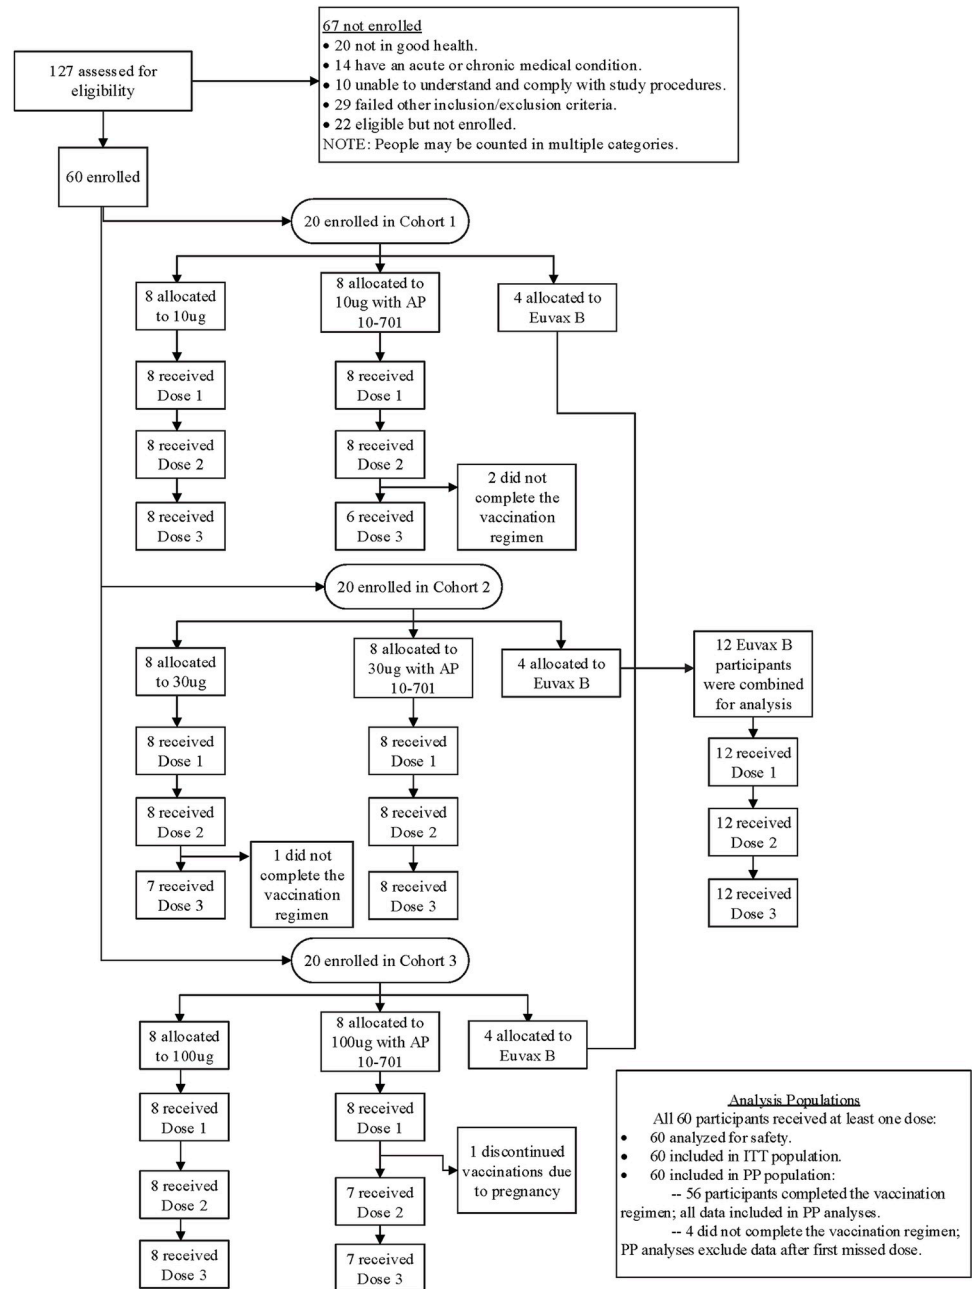 67 not enrolled
• 20 not in good health.
• 14 have an acute or chronic medical condition.
• 10 unable to understand and comply with study procedures.
• 29 failed other inclusion/exclusion criteria.
• 22 eligible but not enrolled.
NOTE: People may be counted in multiple categories.
127 assessed for
eligibility
60 enrolled
20 enrolled in Cohort 1
8 allocated
to 10ug
8 allocated to
10ug with AP
10-701
4 allocated to
Euvax B
8 received
Dose 1
8 received
Dose 1
8 received
Dose 2
8 received
Dose 2
2 did not
complete the
vaccination
regimen
8 received
Dose 3
6 received
Dose 3
20 enrolled in Cohort 2
8 allocated
to 30ug
8 allocated to
30ug with AP
10-701
4 allocated to
Euvax B
12 Euvax B
participants
were combined
for analysis
8 received
Dose 1
8 received
Dose 1
12 received
Dose 1
8 received
Dose 2
8 received
Dose 2
12 received
Dose 2
1 did not
complete the
vaccination
regimen
7 received
Dose 3
8 received
Dose 3
12 received
Dose 3
20 enrolled in Cohort 3
8 allocated
to 100ug
8 allocated to
100ug with AP
10-701
4 allocated to
Euvax B
8 received
Dose 1
8 received
Dose 1
1 discontinued
vaccinations due
to pregnancy
8 received
Dose 2
7 received
Dose 2
8 received
Dose 3
7 received
Dose 3
Analysis Populations
All 60 participants received at least one dose:
• 60 analyzed for safety.
• 60 included in ITT population.
• 60 included in PP population:
-- 56 participants completed the vaccination
regimen; all data included in PP analyses.
-- 4 did not complete the vaccination regimen;
PP analyses exclude data after first missed dose.